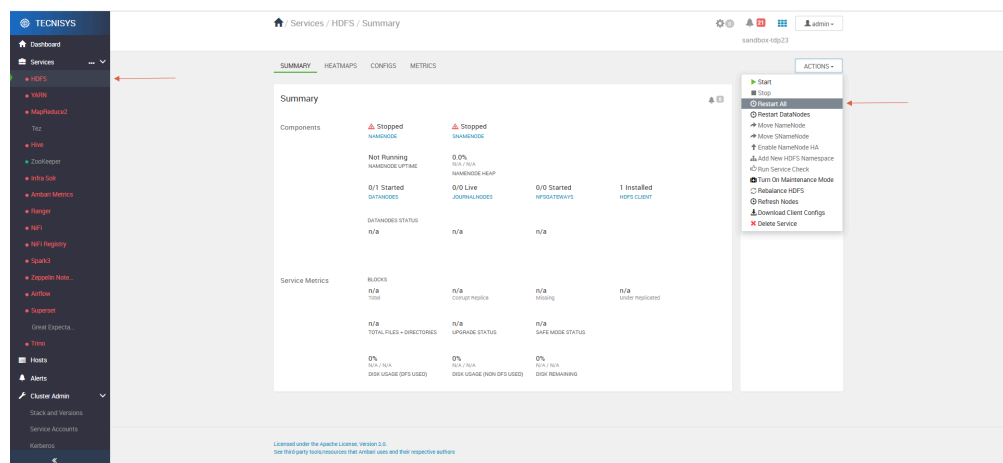 TECNISYS
Dashboard
Services
HDFS
YARN
MapReduce2
Tez
Hive
ZooKeeper
Infra Solr
Ambari Metrics
Ranger
NiFi
NiFi Registry
Spark3
Zeppelin Note...
Airflow
Superset
Great Expecta...
Trino
Hosts
Alerts
Cluster Admin
Stack and Versions
Service Accounts
Kerberos
/ Services / HDFS / Summary
21
admin
sandbox-tdp23
SUMMARY HEATMAPS CONFIGS METRICS
ACTIONS
Start
Stop
Restart All
Restart DataNodes
Move NameNode
Move SNameNode
Enable NameNode HA
Add New HDFS Namespace
Run Service Check
Turn On Maintenance Mode
Rebalance HDFS
Refresh Nodes
Download Client Configs
Delete Service
Summary
Components
Stopped Stopped
NAMENODE SNAMENODE
Not Running 0.0%
NAMENODE UPTIME N/A / N/A
NAMENODE HEAP
0/1 Started 0/0 Live 0/0 Started 1 Installed
DATANODES JOURNALNODES NFSGATEWAYS HDFS CLIENT
DATANODES STATUS
n/a n/a n/a
Service Metrics BLOCKS
n/a n/a n/a n/a
Total Corrupt Replica Missing Under Replicated
n/a n/a n/a
TOTAL FILES + DIRECTORIES UPGRADE STATUS SAFE MODE STATUS
0% 0% 0%
N/A / N/A N/A / N/A N/A / N/A
DISK USAGE (DFS USED) DISK USAGE (NON DFS USED) DISK REMAINING
Licensed under the Apache License, Version 2.0.
See third-party tools/resources that Ambari uses and their respective authors